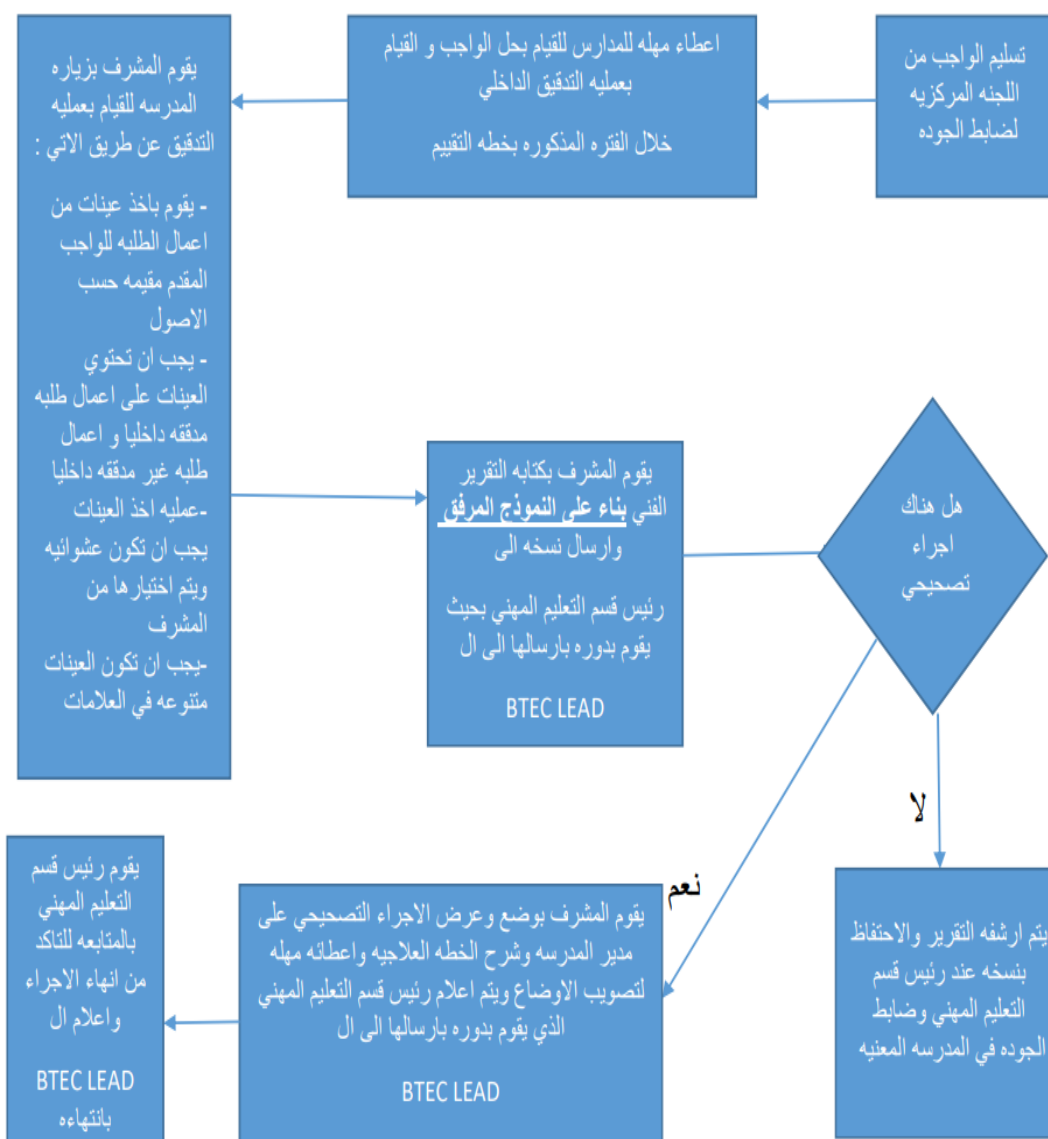 تسليم الواجب من
اللجنه المركزيه
لضابط الجوده
اعطاء مهله للمدارس للقيام بحل الواجب و القيام
بعمليه التدقيق الداخلي
خلال الفتره المذكوره بخطه التقييم
يقوم المشرف بزياره
المدرسه للقيام بعمليه
التدقيق عن طريق الاتي :
- يقوم باخذ عينات من
اعمال الطلبه للواجب
المقدم مقيمه حسب
الاصول
- يجب ان تحتوي
العينات على اعمال طلبه
مدققه داخليا و اعمال
طلبه غير مدققه داخليا
-عمليه اخذ العينات
يجب ان تكون عشوائيه
ويتم اختيارها من
المشرف
-يجب ان تكون العينات
متنوعه في العلامات
يقوم المشرف بكتابه التقرير
الفني بناء على النموذج المرفق
وارسال نسخه الى
رئيس قسم التعليم المهني بحيث
يقوم بدوره بارسالها الى ال
BTEC LEAD
هل هناك
اجراء
تصحيحي
لا
نعم
يتم ارشفه التقرير والاحتفاظ
بنسخه عند رئيس قسم
التعليم المهني وضابط
الجوده في المدرسه المعنيه
يقوم المشرف بوضع وعرض الاجراء التصحيحي على
مدير المدرسه وشرح الخطه العلاجيه واعطائه مهله
لتصويب الاوضاع ويتم اعلام رئيس قسم التعليم المهني
الذي يقوم بدوره بارسالها الى ال
BTEC LEAD
يقوم رئيس قسم
التعليم المهني
بالمتابعه للتاكد
من انهاء الاجراء
واعلام ال
BTEC LEAD
بانتهاءه